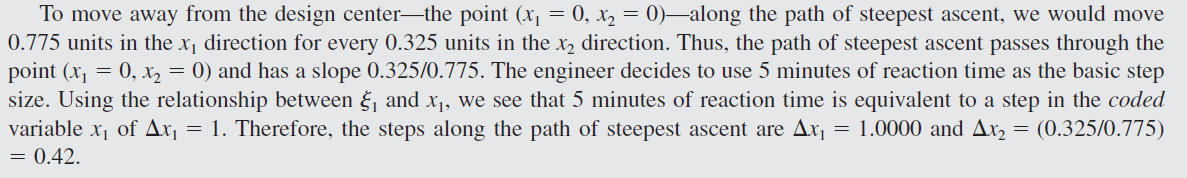 To move away from the design center—the point (x₁ = 0, x₂ = 0)—along the path of steepest ascent, we would move
0.775 units in the x₁ direction for every 0.325 units in the x₂ direction. Thus, the path of steepest ascent passes through the
point (x₁ = 0, x₂ = 0) and has a slope 0.325/0.775. The engineer decides to use 5 minutes of reaction time as the basic step
size. Using the relationship between ξ₁ and x₁, we see that 5 minutes of reaction time is equivalent to a step in the coded
variable x₁ of Δx₁ = 1. Therefore, the steps along the path of steepest ascent are Δx₁ = 1.0000 and Δx₂ = (0.325/0.775)
= 0.42.